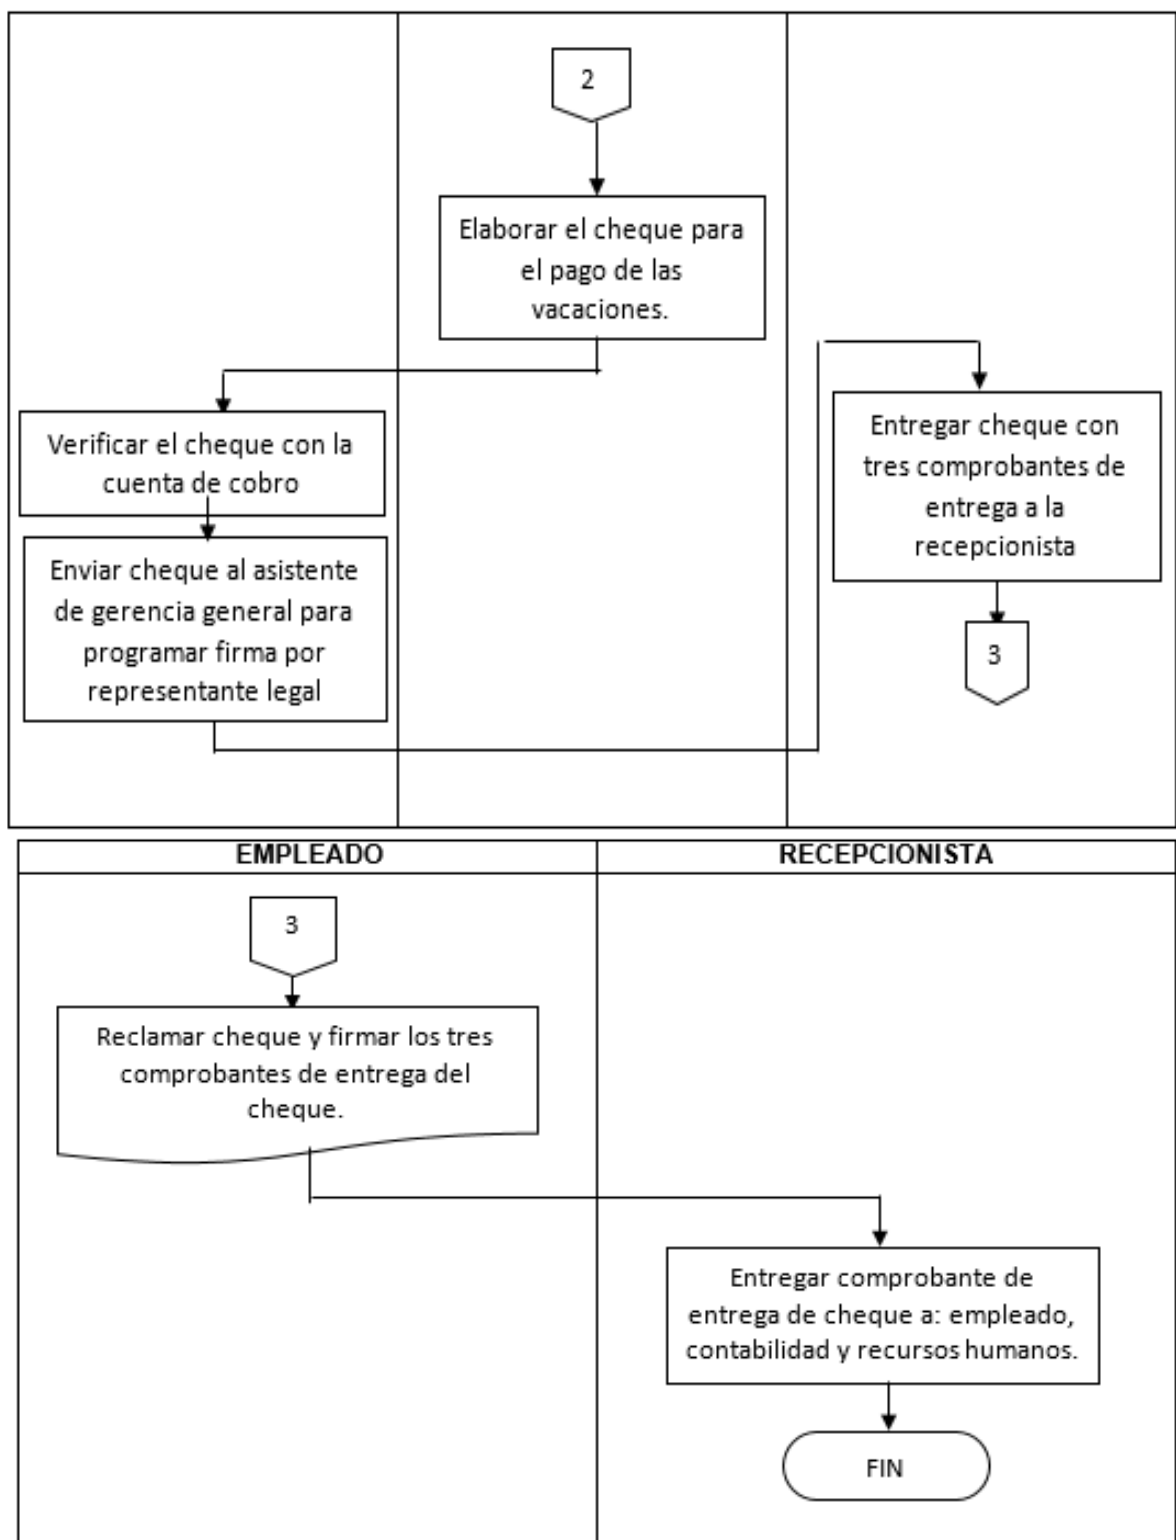 2
Elaborar el cheque para
el pago de las
vacaciones.
Verificar el cheque con la
cuenta de cobro
Enviar cheque al asistente
de gerencia general para
programar firma por
representante legal
Entregar cheque con
tres comprobantes de
entrega a la
recepcionista
3
EMPLEADO
RECEPCIONISTA
3
Reclamar cheque y firmar los tres
comprobantes de entrega del
cheque.
Entregar comprobante de
entrega de cheque a: empleado,
contabilidad y recursos humanos.
FIN